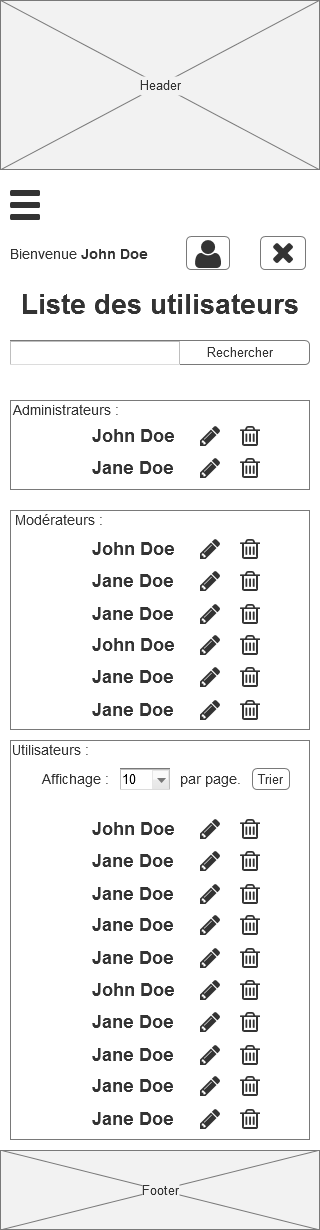 Header
Bienvenue John Doe
Liste des utilisateurs
Rechercher
Administrateurs :
John Doe
Jane Doe
Modérateurs :
John Doe
Jane Doe
Jane Doe
John Doe
Jane Doe
Jane Doe
Utilisateurs :
Affichage : 10 par page. Trier
John Doe
Jane Doe
Jane Doe
Jane Doe
Jane Doe
John Doe
Jane Doe
Jane Doe
Jane Doe
Jane Doe
Footer